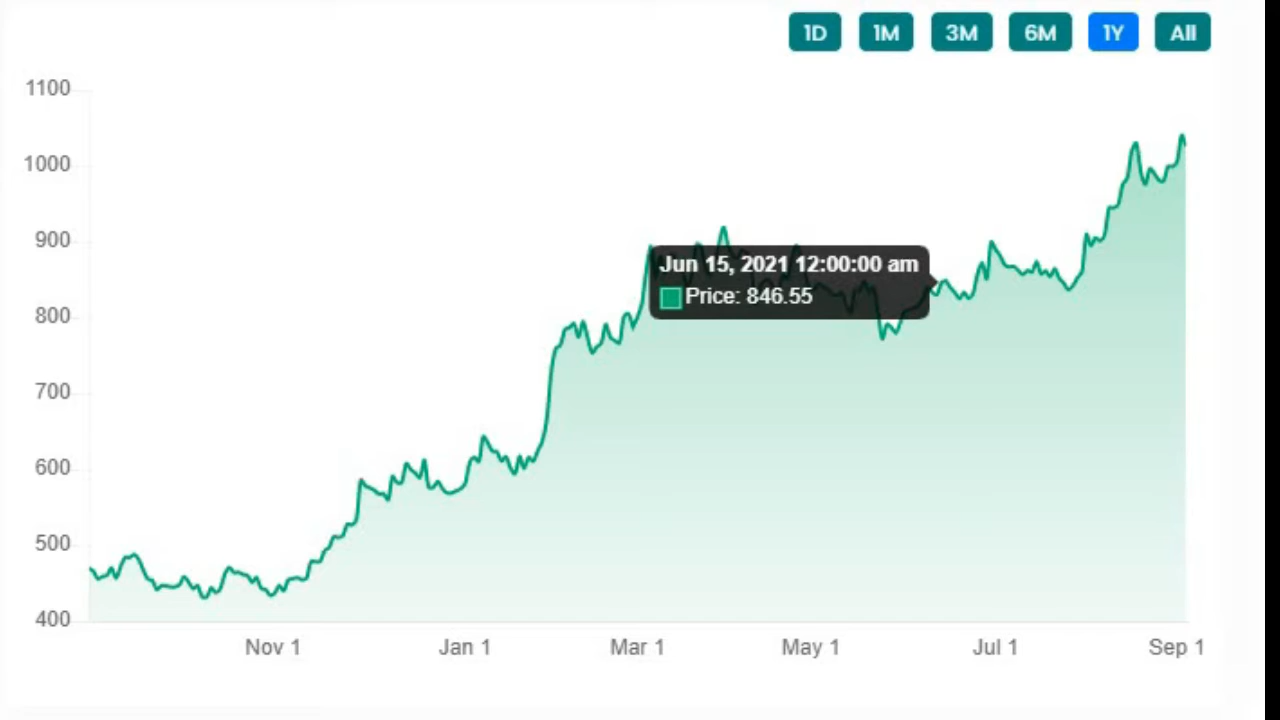 1D 1M 3M 6M 1Y All
1100
1000
900
800
700
600
500
400
Jun 15, 2021 12:00:00 am
Price: 846.55
Nov 1 Jan 1 Mar 1 May 1 Jul 1 Sep 1